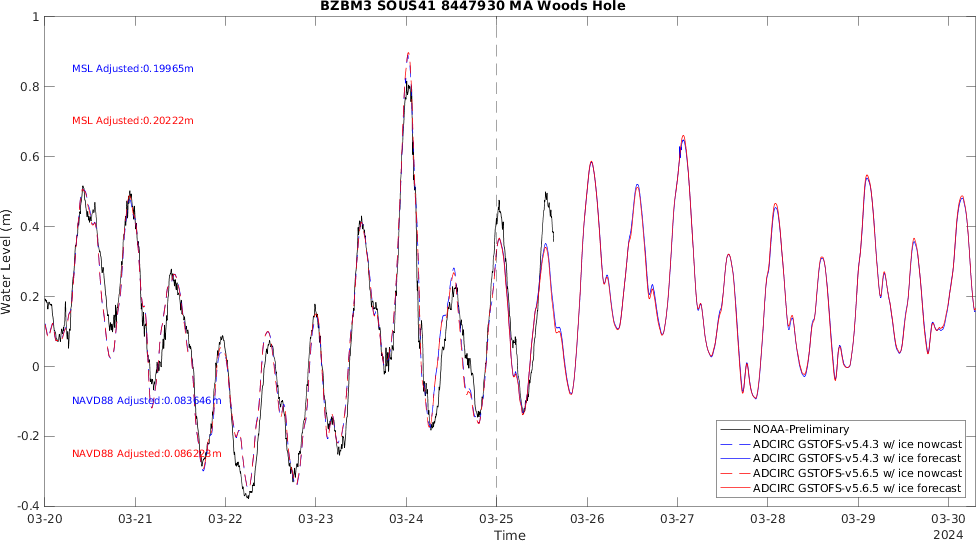 BZBM3 SOUS41 8447930 MA Woods Hole
1
0.8
0.6
0.4
0.2
0
-0.2
-0.4
Water Level (m)
MSL Adjusted:0.19965m
MSL Adjusted:0.20222m
NAVD88 Adjusted:0.083646m
NAVD88 Adjusted:0.086223m
NOAA-Preliminary
ADCIRC GSTOFS-v5.4.3 w/ ice nowcast
ADCIRC GSTOFS-v5.4.3 w/ ice forecast
ADCIRC GSTOFS-v5.6.5 w/ ice nowcast
ADCIRC GSTOFS-v5.6.5 w/ ice forecast
03-20 03-21 03-22 03-23 03-24 03-25 03-26 03-27 03-28 03-29 03-30
Time
2024